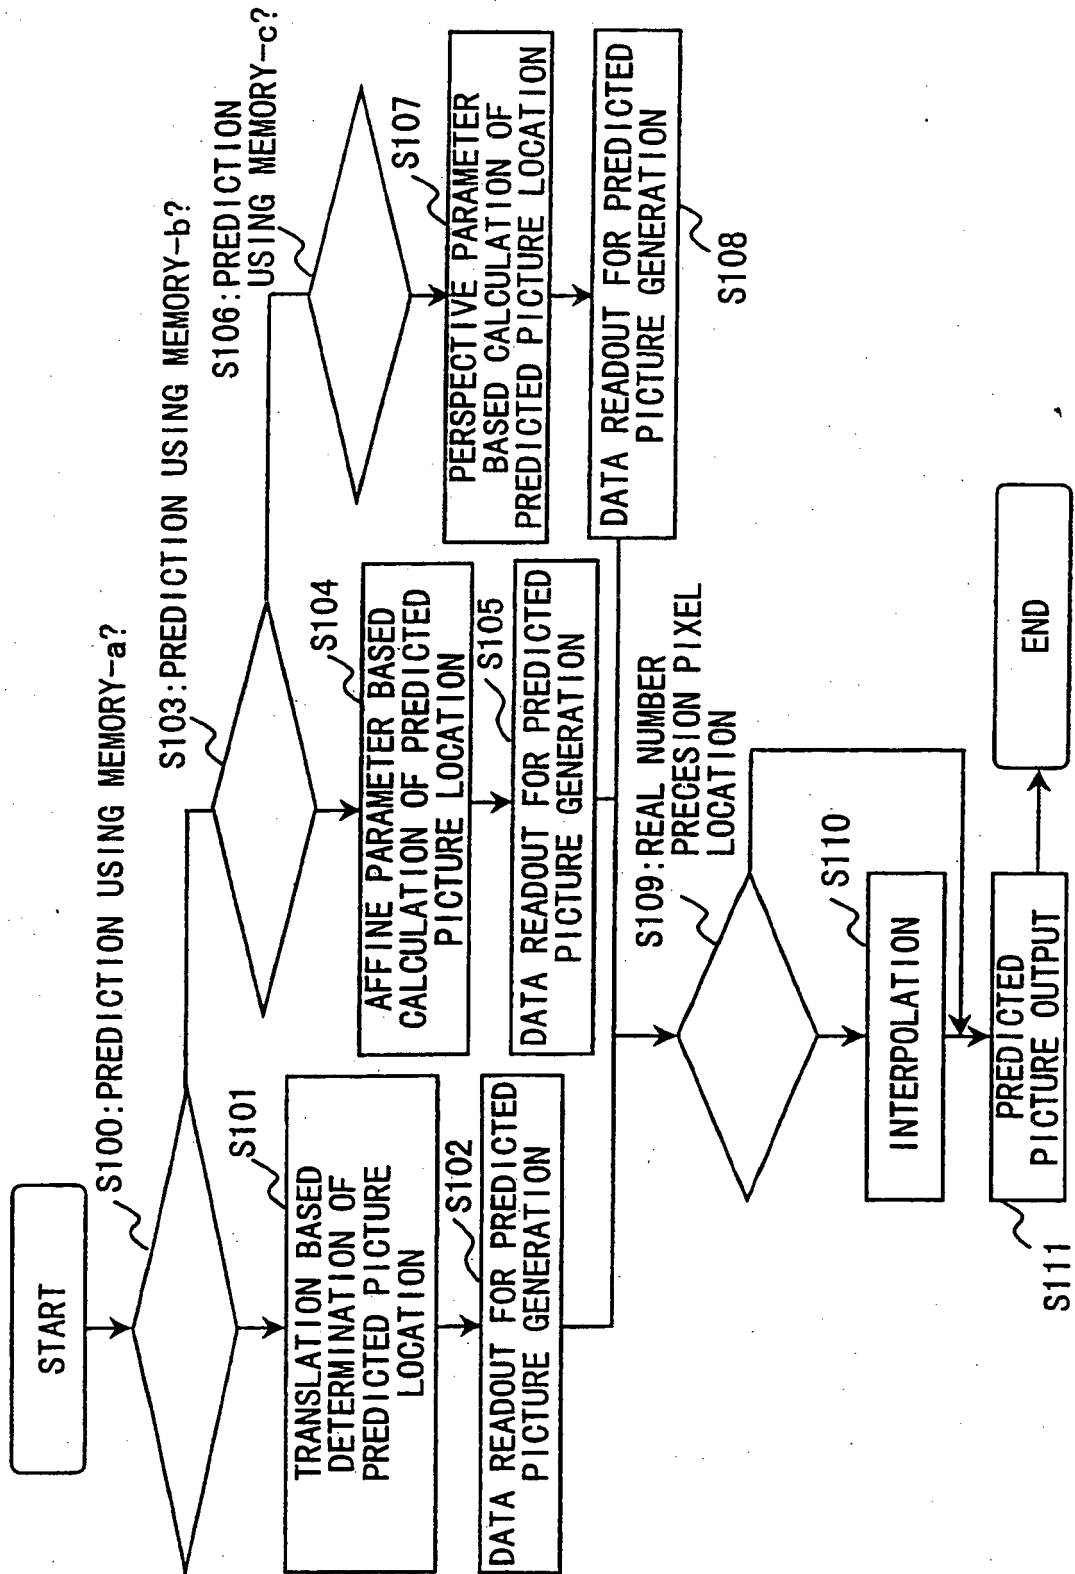 START
S100:PREDICTION USING MEMORY-a?
S101
TRANSLATION BASED
DETERMINATION OF
PREDICTED PICTURE
LOCATION
S102
DATA READOUT FOR PREDICTED
PICTURE GENERATION
S103:PREDICTION USING MEMORY-b?
S104
AFFINE PARAMETER BASED
CALCULATION OF PREDICTED
PICTURE LOCATION
S105
DATA READOUT FOR PREDICTED
PICTURE GENERATION
S106:PREDICTION
USING MEMORY-c?
S107
PERSPECTIVE PARAMETER
BASED CALCULATION OF
PREDICTED PICTURE LOCATION
DATA READOUT FOR PREDICTED
PICTURE GENERATION
S108
S109:REAL NUMBER
PRECESION PIXEL
LOCATION
S110
INTERPOLATION
PREDICTED
PICTURE OUTPUT
S111
END